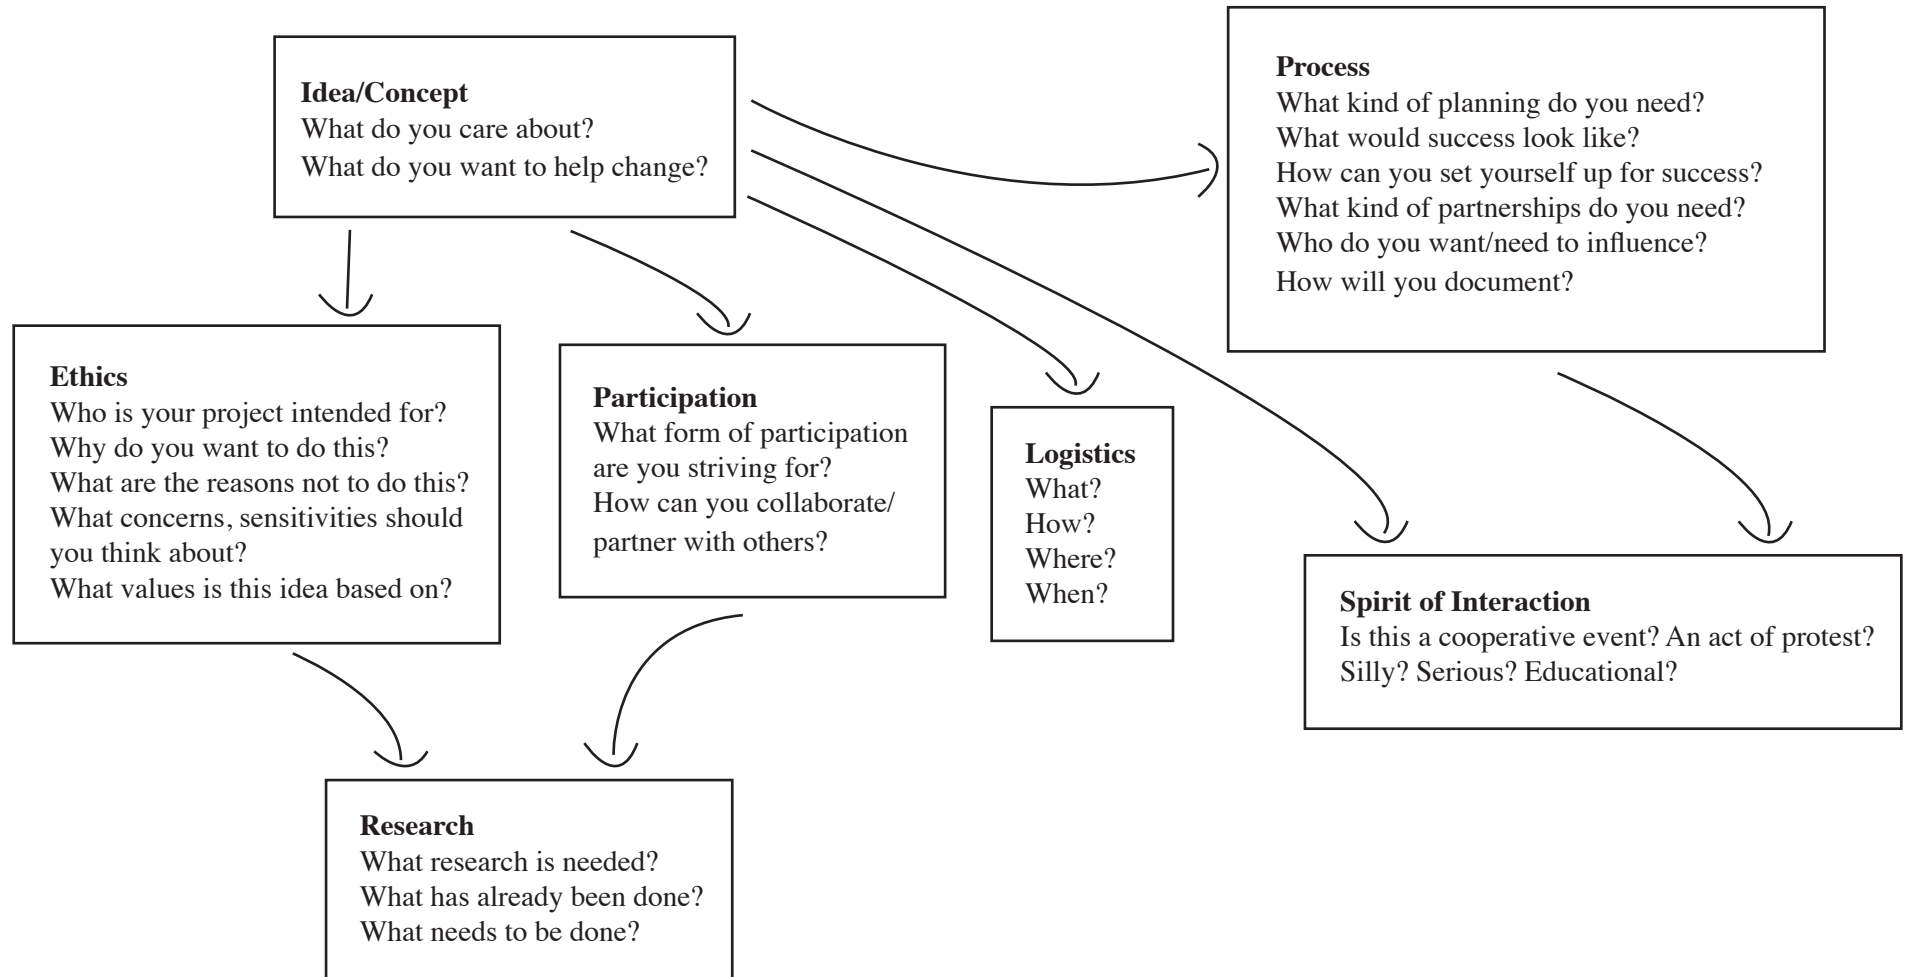 Idea/Concept
What do you care about?
What do you want to help change?
Process
What kind of planning do you need?
What would success look like?
How can you set yourself up for success?
What kind of partnerships do you need?
Who do you want/need to influence?
How will you document?
Ethics
Who is your project intended for?
Why do you want to do this?
What are the reasons not to do this?
What concerns, sensitivities should
you think about?
What values is this idea based on?
Participation
What form of participation
are you striving for?
How can you collaborate/
partner with others?
Logistics
What?
How?
Where?
When?
Spirit of Interaction
Is this a cooperative event? An act of protest?
Silly? Serious? Educational?
Research
What research is needed?
What has already been done?
What needs to be done?